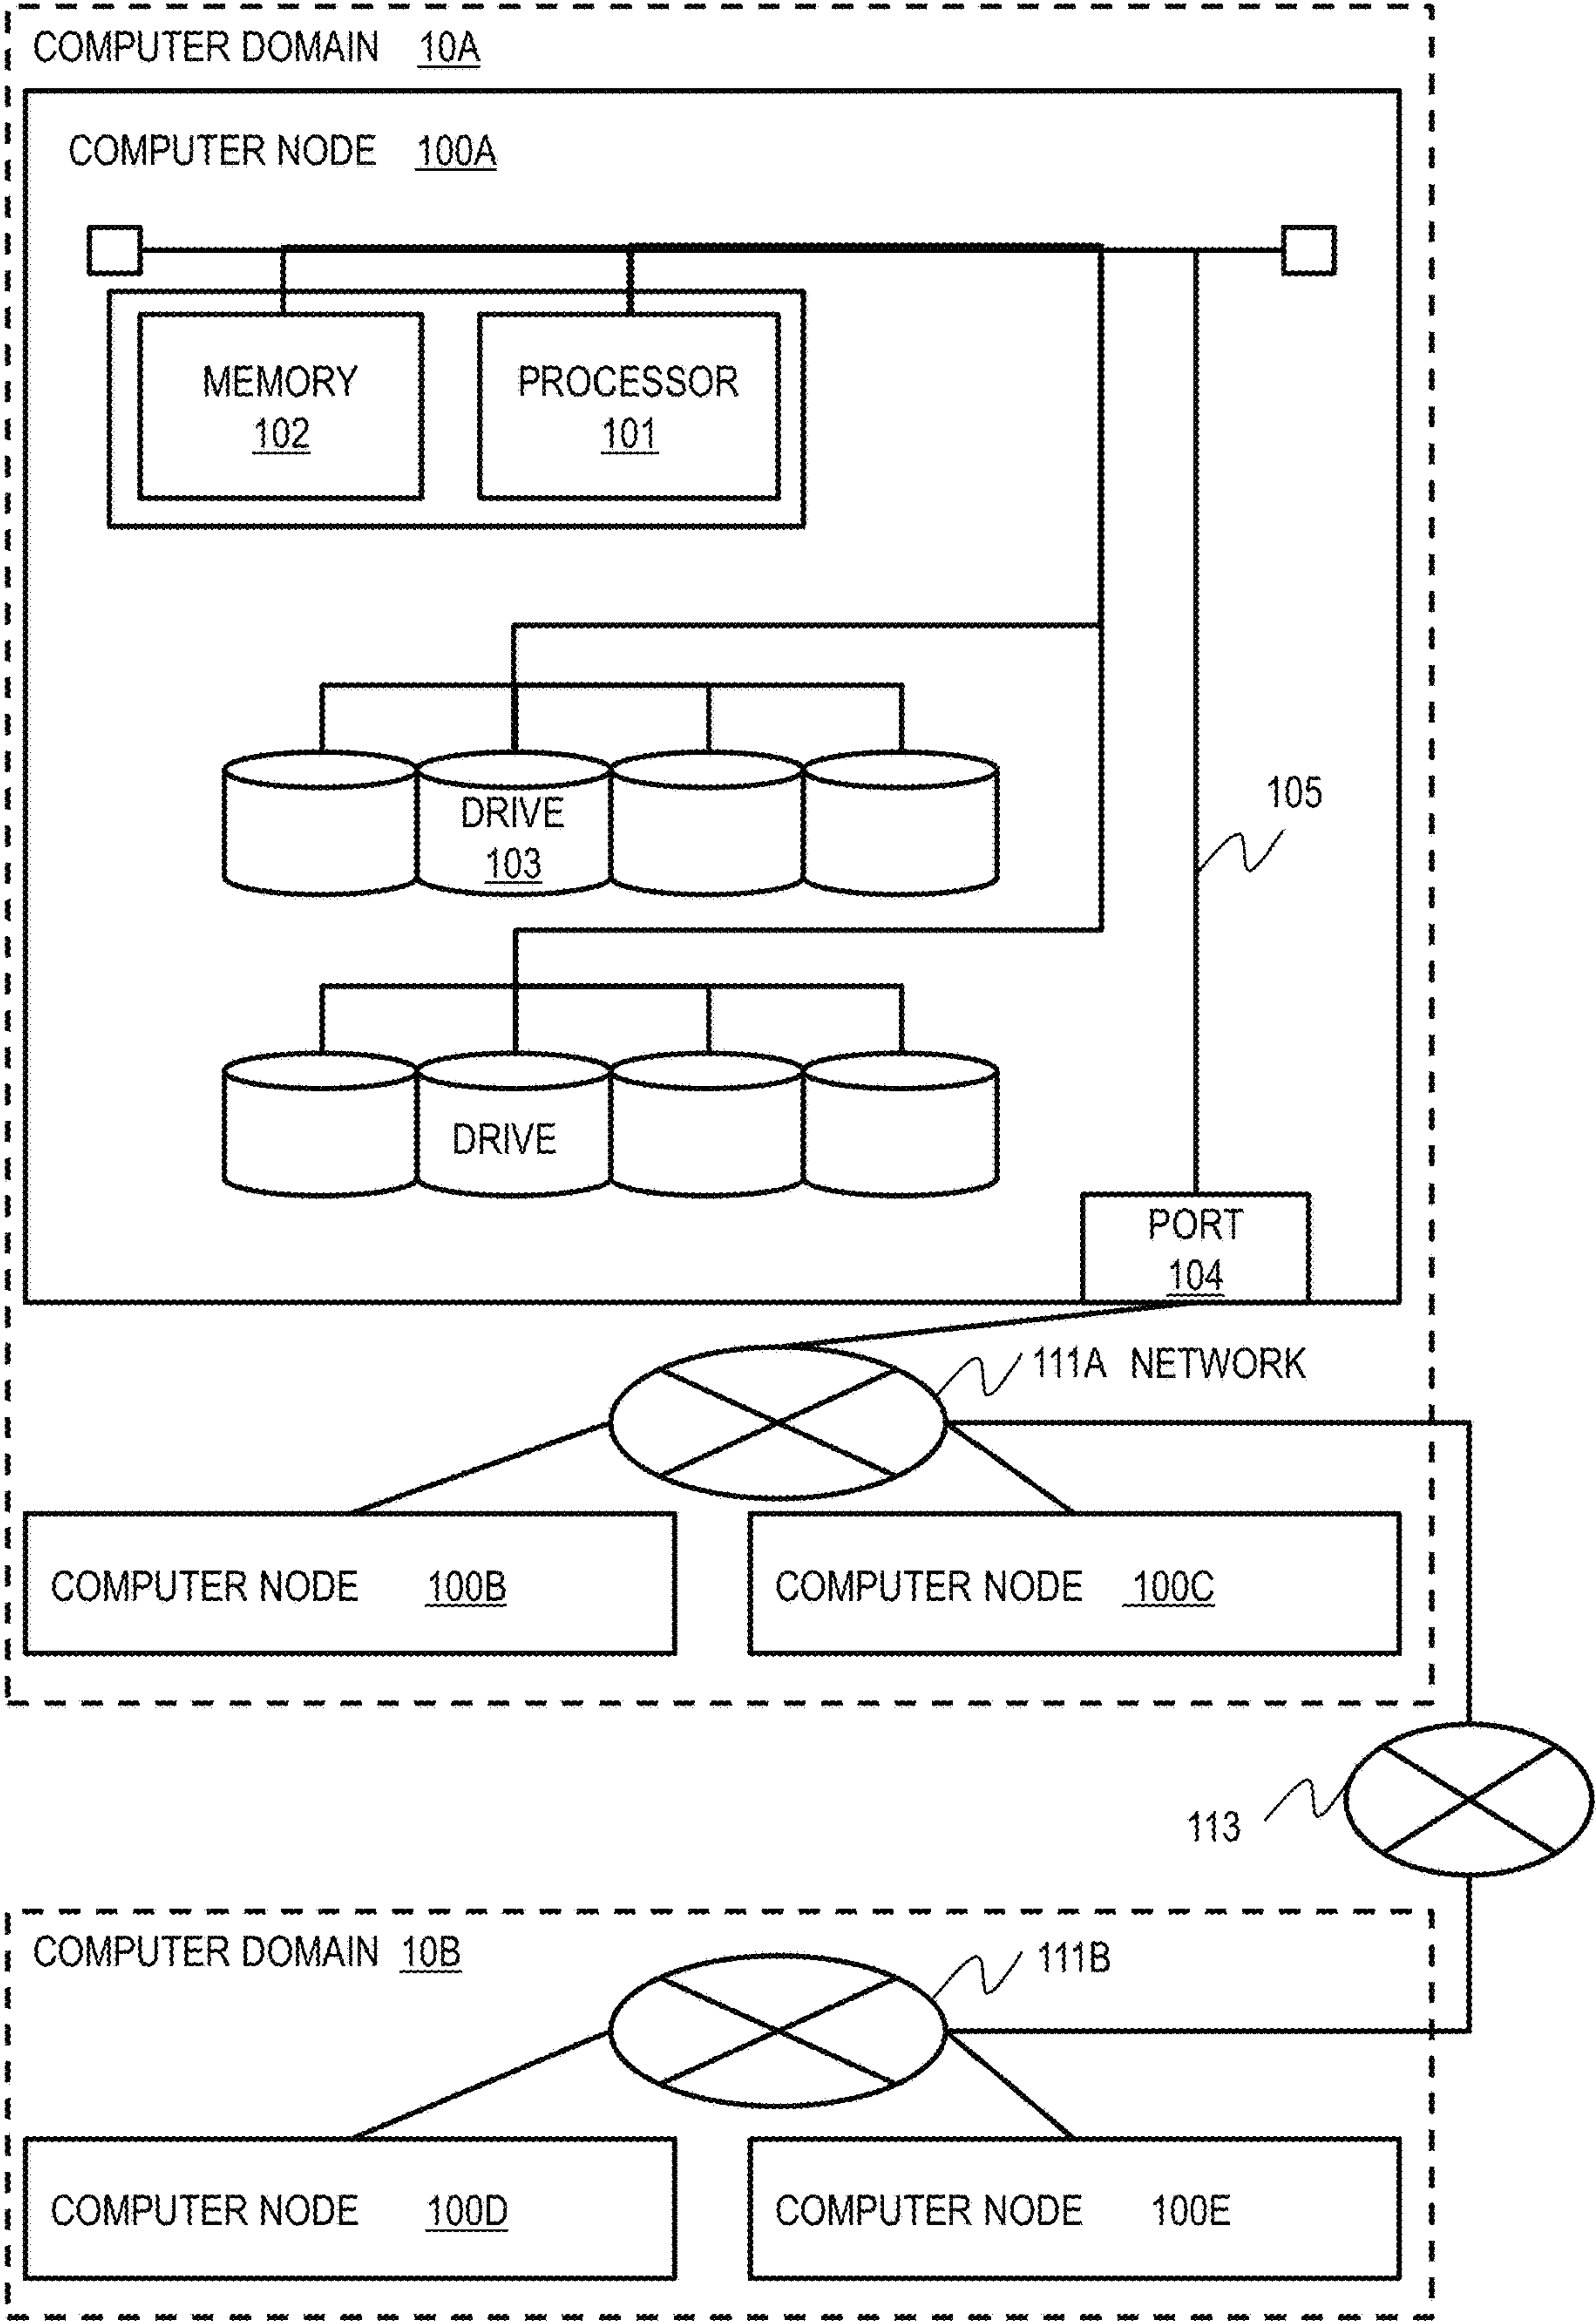 COMPUTER DOMAIN 10A
COMPUTER NODE 100A
MEMORY
102
PROCESSOR
101
DRIVE
103
105
DRIVE
PORT
104
111A NETWORK
COMPUTER NODE 100B
COMPUTER NODE 100C
113
COMPUTER DOMAIN 10B
111B
COMPUTER NODE 100D
COMPUTER NODE 100E